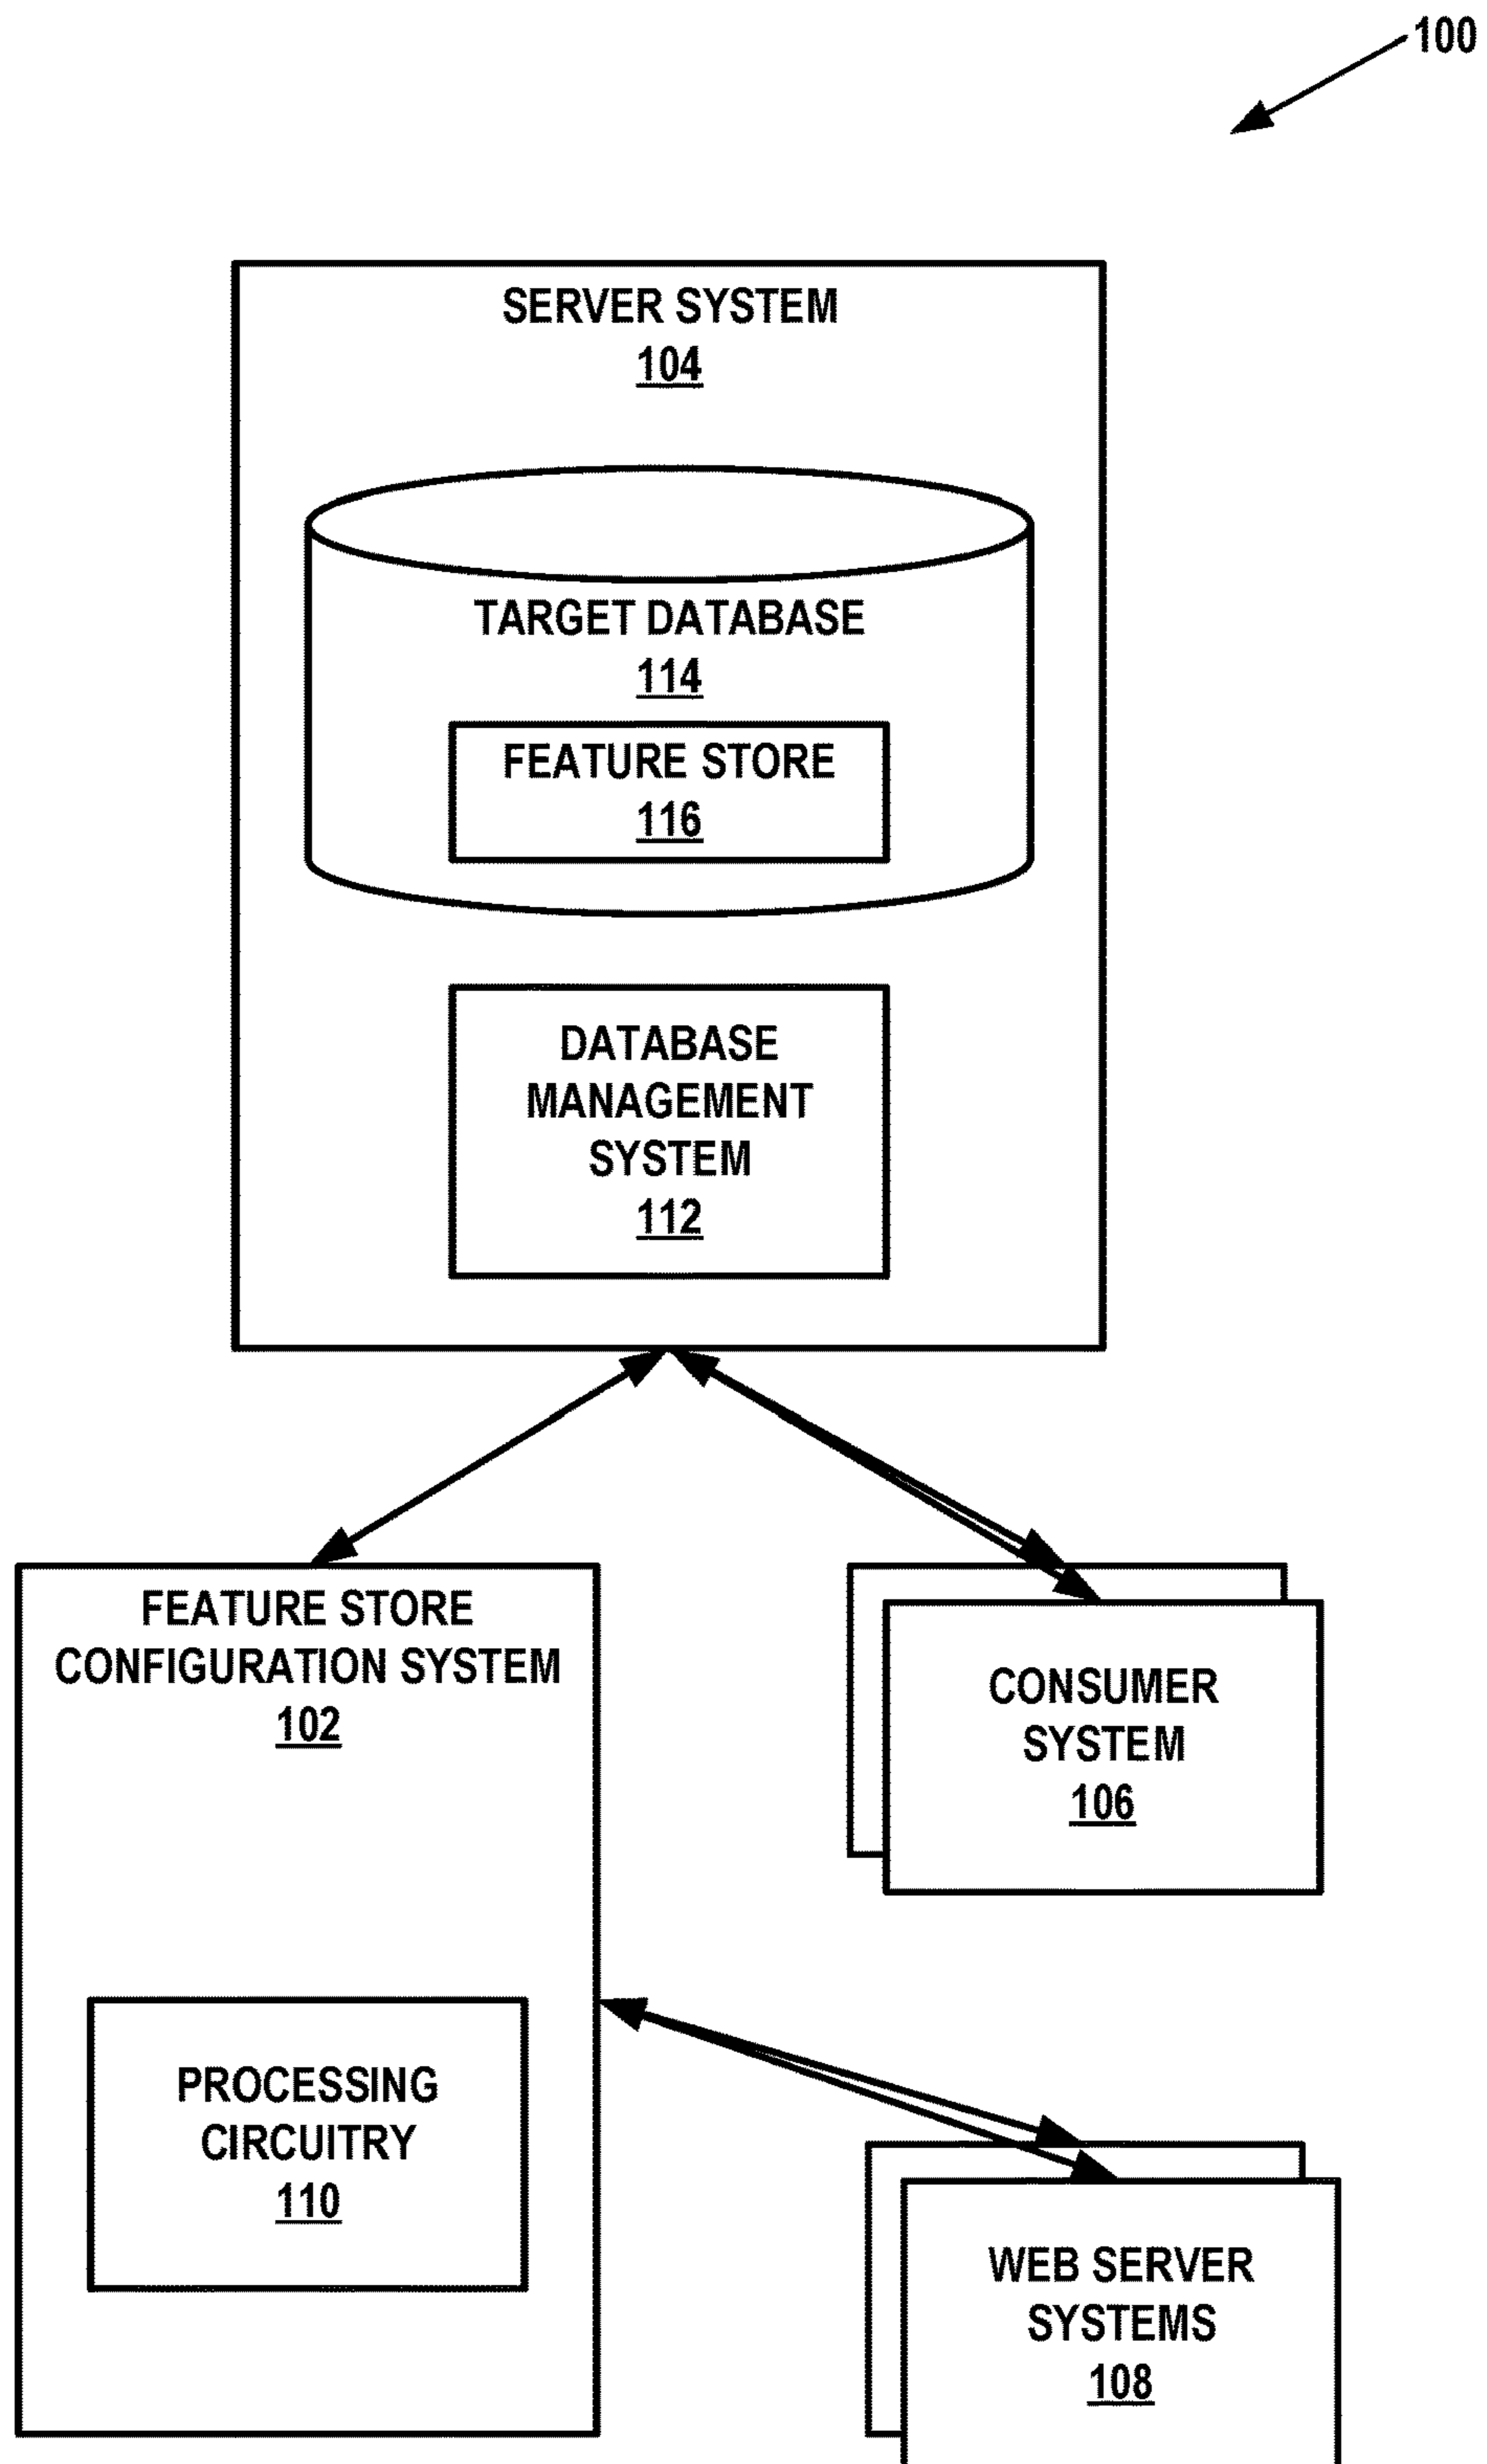 100
SERVER SYSTEM
104
TARGET DATABASE
114
FEATURE STORE
116
DATABASE
MANAGEMENT
SYSTEM
112
FEATURE STORE
CONFIGURATION SYSTEM
102
CONSUMER
SYSTEM
106
PROCESSING
CIRCUITRY
110
WEB SERVER
SYSTEMS
108